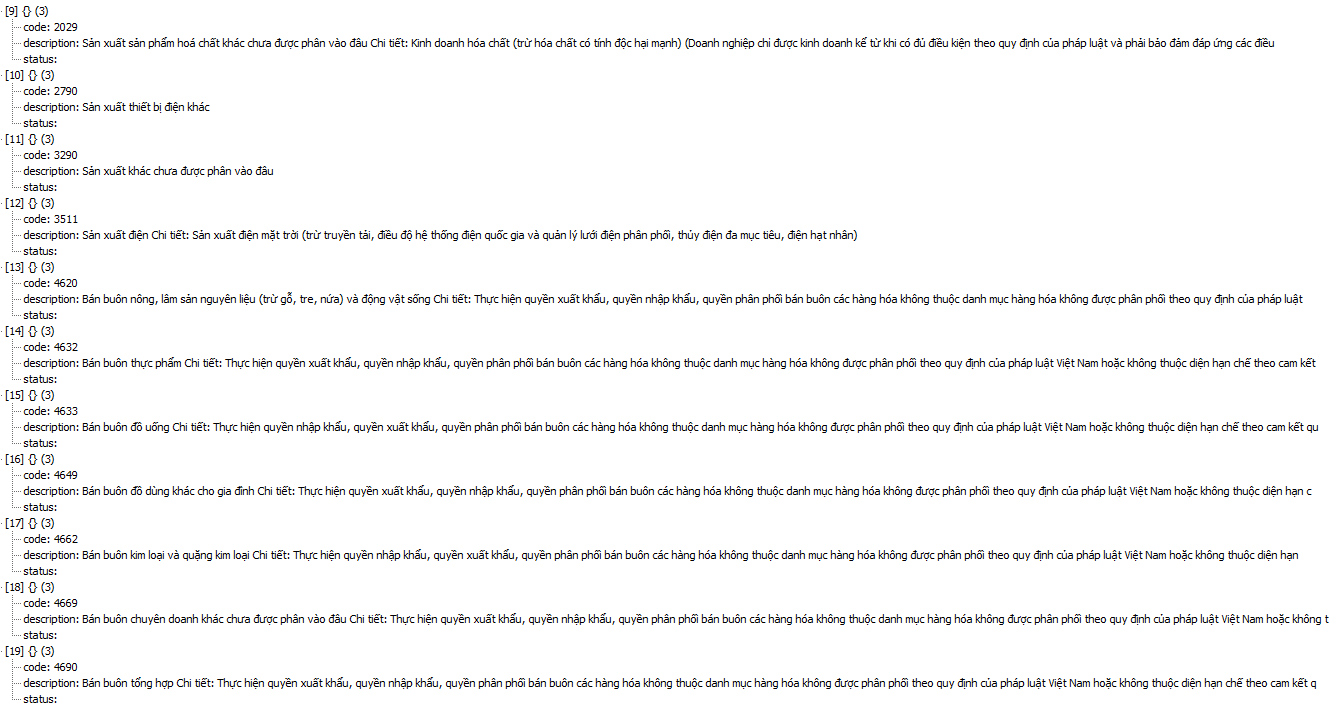 [9] {} (3)
code: 2029
description: Sản xuất sản phẩm hoá chất khác chưa được phân vào đâu Chi tiết: Kinh doanh hóa chất (trừ hóa chất có tính độc hại mạnh) (Doanh nghiệp chỉ được kinh doanh kể từ khi có đủ điều kiện theo quy định của pháp luật và phải bảo đảm đáp ứng các điều
status:
[10] {} (3)
code: 2790
description: Sản xuất thiết bị điện khác
status:
[11] {} (3)
code: 3290
description: Sản xuất khác chưa được phân vào đâu
status:
[12] {} (3)
code: 3511
description: Sản xuất điện Chi tiết: Sản xuất điện mặt trời (trừ truyền tải, điều độ hệ thống điện quốc gia và quản lý lưới điện phân phối, thủy điện đa mục tiêu, điện hạt nhân)
status:
[13] {} (3)
code: 4620
description: Bán buôn nông, lâm sản nguyên liệu (trừ gỗ, tre, nứa) và động vật sống Chi tiết: Thực hiện quyền xuất khẩu, quyền nhập khẩu, quyền phân phối bán buôn các hàng hóa không thuộc danh mục hàng hóa không được phân phối theo quy định của pháp luật
status:
[14] {} (3)
code: 4632
description: Bán buôn thực phẩm Chi tiết: Thực hiện quyền xuất khẩu, quyền nhập khẩu, quyền phân phối bán buôn các hàng hóa không thuộc danh mục hàng hóa không được phân phối theo quy định của pháp luật Việt Nam hoặc không thuộc diện hạn chế theo cam kết
status:
[15] {} (3)
code: 4633
description: Bán buôn đồ uống Chi tiết: Thực hiện quyền nhập khẩu, quyền xuất khẩu, quyền phân phối bán buôn các hàng hóa không thuộc danh mục hàng hóa không được phân phối theo quy định của pháp luật Việt Nam hoặc không thuộc diện hạn chế theo cam kết qu
status:
[16] {} (3)
code: 4649
description: Bán buôn đồ dùng khác cho gia đình Chi tiết: Thực hiện quyền xuất khẩu, quyền nhập khẩu, quyền phân phối bán buôn các hàng hóa không thuộc danh mục hàng hóa không được phân phối theo quy định của pháp luật Việt Nam hoặc không thuộc diện hạn c
status:
[17] {} (3)
code: 4662
description: Bán buôn kim loại và quặng kim loại Chi tiết: Thực hiện quyền nhập khẩu, quyền xuất khẩu, quyền phân phối bán buôn các hàng hóa không thuộc danh mục hàng hóa không được phân phối theo quy định của pháp luật Việt Nam hoặc không thuộc diện hạn
status:
[18] {} (3)
code: 4669
description: Bán buôn chuyên doanh khác chưa được phân vào đâu Chi tiết: Thực hiện quyền xuất khẩu, quyền nhập khẩu, quyền phân phối bán buôn các hàng hóa không thuộc danh mục hàng hóa không được phân phối theo quy định của pháp luật Việt Nam hoặc không t
status:
[19] {} (3)
code: 4690
description: Bán buôn tổng hợp Chi tiết: Thực hiện quyền xuất khẩu, quyền nhập khẩu, quyền phân phối bán buôn các hàng hóa không thuộc danh mục hàng hóa không được phân phối theo quy định của pháp luật Việt Nam hoặc không thuộc diện hạn chế theo cam kết q
status: